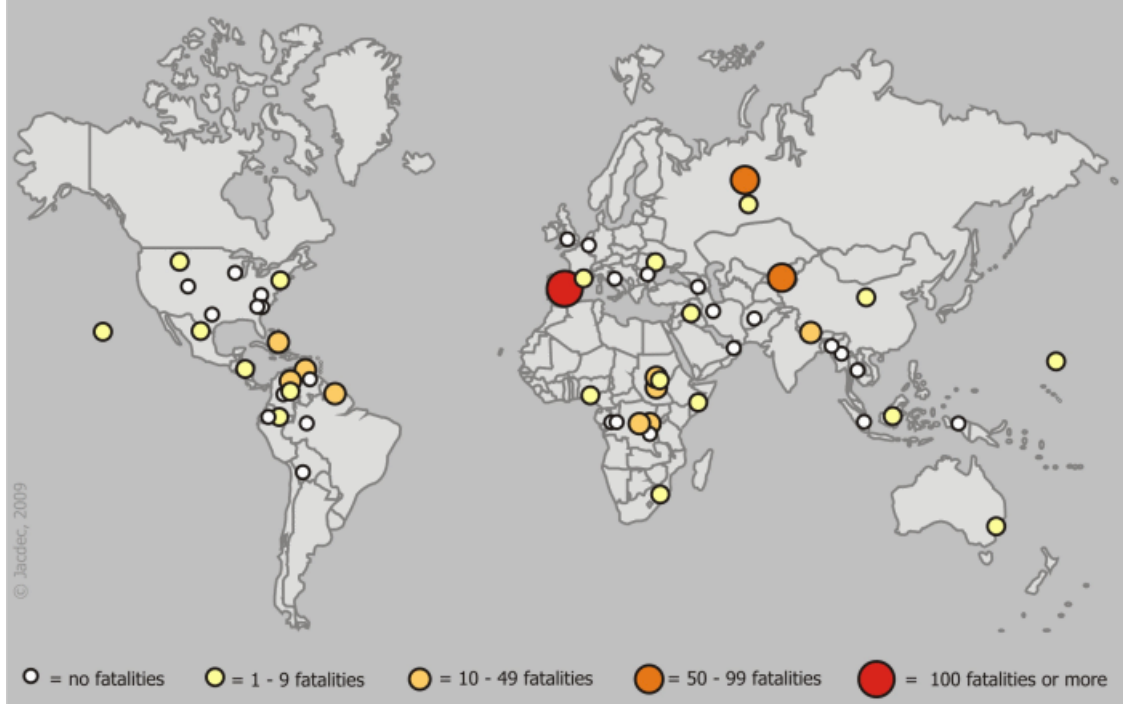 © Jacdec, 2009
= no fatalities
= 1 - 9 fatalities
= 10 - 49 fatalities
= 50 - 99 fatalities
= 100 fatalities or more